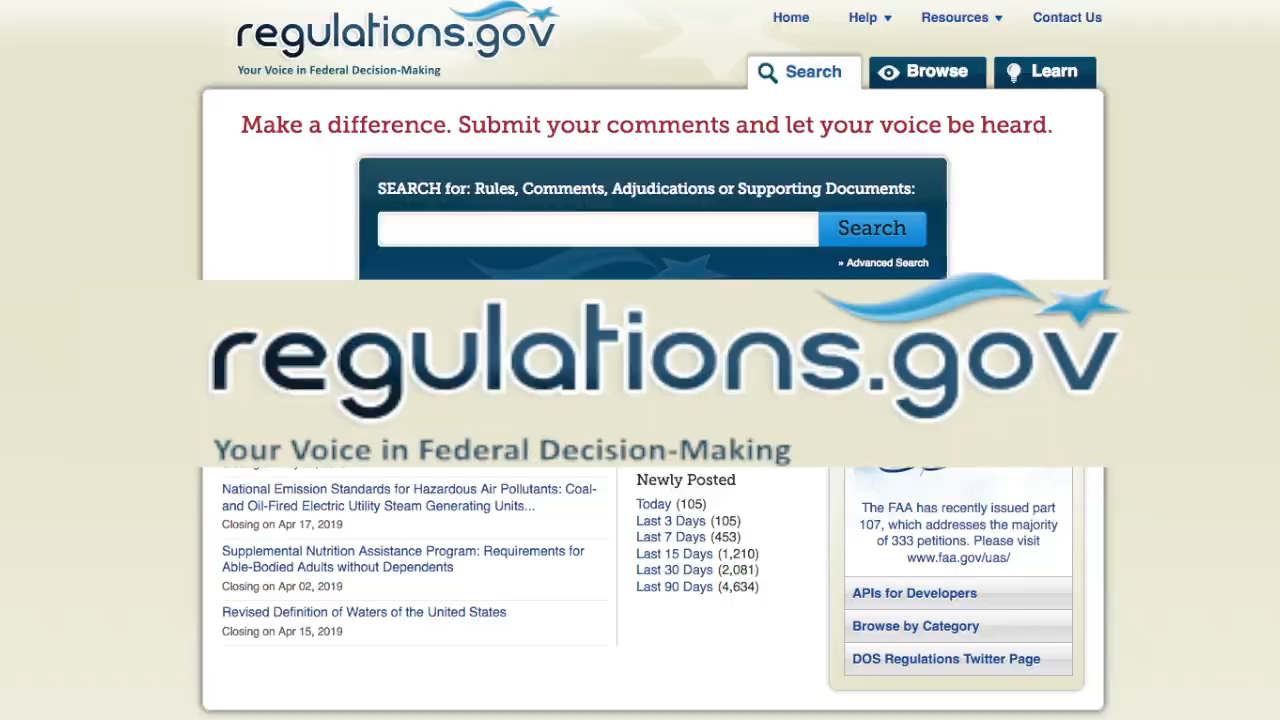 regulations.gov
Your Voice in Federal Decision-Making
Home
Help
Resources
Contact Us
Search
Browse
Learn
Make a difference. Submit your comments and let your voice be heard.
SEARCH for: Rules, Comments, Adjudications or Supporting Documents:
Search
» Advanced Search
regulations.gov
Your Voice in Federal Decision-Making
National Emission Standards for Hazardous Air Pollutants: Coal-
and Oil-Fired Electric Utility Steam Generating Units...
Closing on Apr 17, 2019
Supplemental Nutrition Assistance Program: Requirements for
Able-Bodied Adults without Dependents
Closing on Apr 02, 2019
Revised Definition of Waters of the United States
Closing on Apr 15, 2019
Newly Posted
Today (105)
Last 3 Days (105)
Last 7 Days (453)
Last 15 Days (1,210)
Last 30 Days (2,081)
Last 90 Days (4,634)
The FAA has recently issued part
107, which addresses the majority
of 333 petitions. Please visit
www.faa.gov/uas/
APIs for Developers
Browse by Category
DOS Regulations Twitter Page